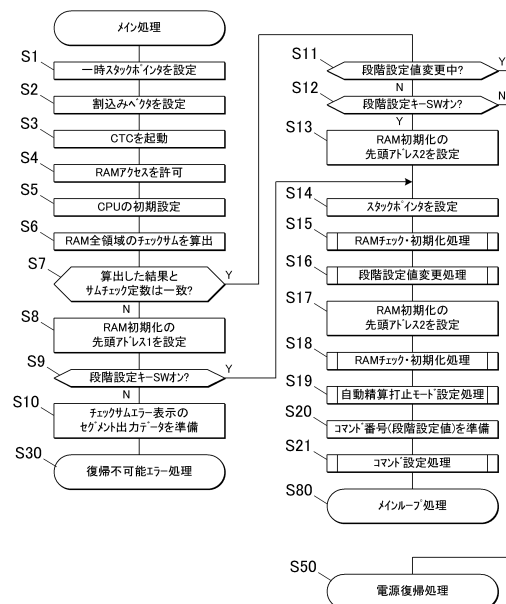 メイン処理
S1
一時スタックポインタを設定
S2
割込みベクタを設定
S3
CTCを起動
S4
RAMアクセスを許可
S5
CPUの初期設定
S6
RAM全領域のチェックサムを算出
S7
算出した結果と
サムチェック定数は一致?
Y
N
S8
RAM初期化の
先頭アドレス1を設定
S9
段階設定キーSWオン?
Y
N
S10
チェックサムエラー表示の
セグメント出力データを準備
S30
復帰不可能エラー処理
S11
段階設定値変更中?
Y
N
S12
段階設定キーSWオン?
N
Y
S13
RAM初期化の
先頭アドレス2を設定
S14
スタックポインタを設定
S15
RAMチェック・初期化処理
S16
段階設定値変更処理
S17
RAM初期化の
先頭アドレス2を設定
S18
RAMチェック・初期化処理
S19
自動精算打止モード設定処理
S20
コマンド番号(段階設定値)を準備
S21
コマンド設定処理
S80
メインループ処理
S50
電源復帰処理